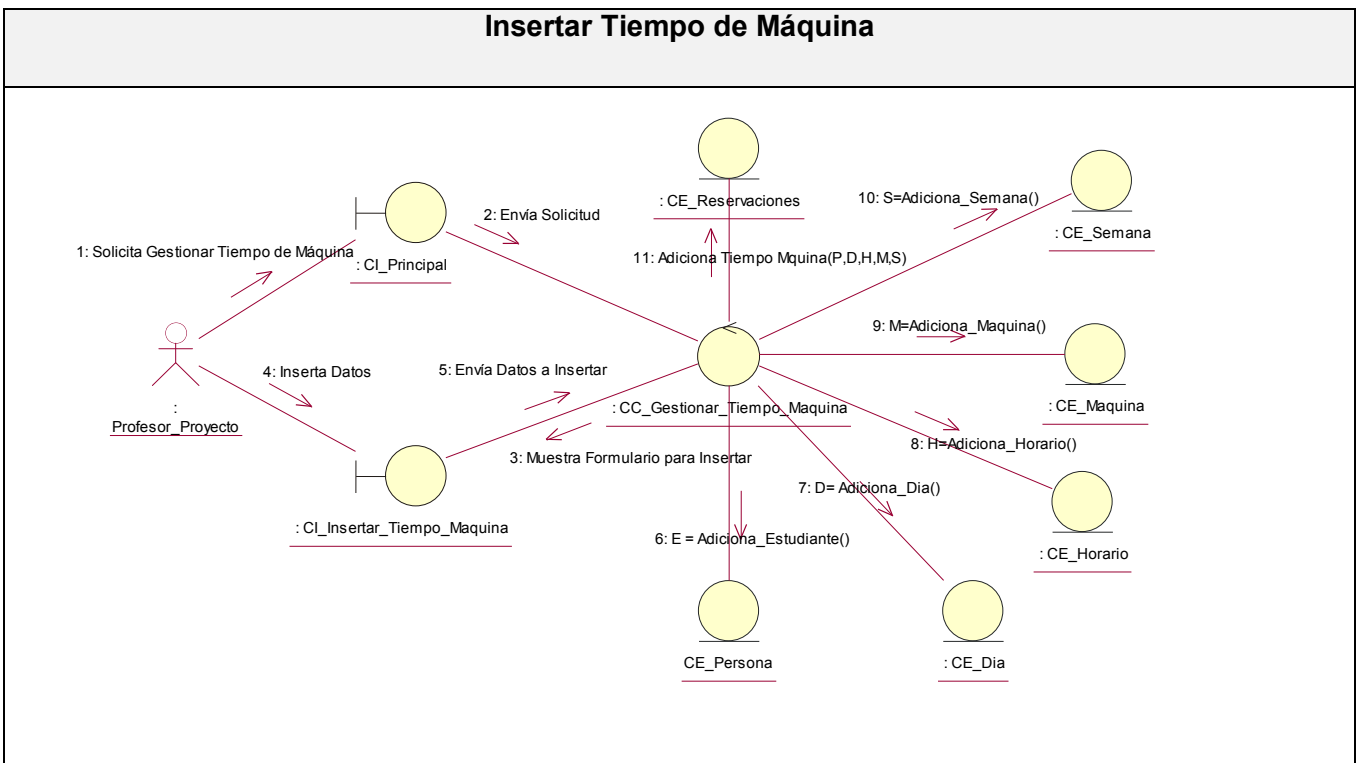 Insertar Tiempo de Máquina
: CE_Reservaciones
10: S=Adiciona_Semana()
: CE_Semana
2: Envía Solicitud
1: Solicita Gestionar Tiempo de Máquina
: CI_Principal
11: Adiciona Tiempo Mquina(P,D,H,M,S)
9: M=Adiciona_Maquina()
: CE_Maquina
4: Inserta Datos
5: Envía Datos a Insertar
: CC_Gestionar_Tiempo_Maquina
:
Profesor_Proyecto
8: H=Adiciona_Horario()
3: Muestra Formulario para Insertar
7: D= Adiciona_Dia()
: CI_Insertar_Tiempo_Maquina
6: E = Adiciona_Estudiante()
: CE_Horario
CE_Persona
: CE_Dia